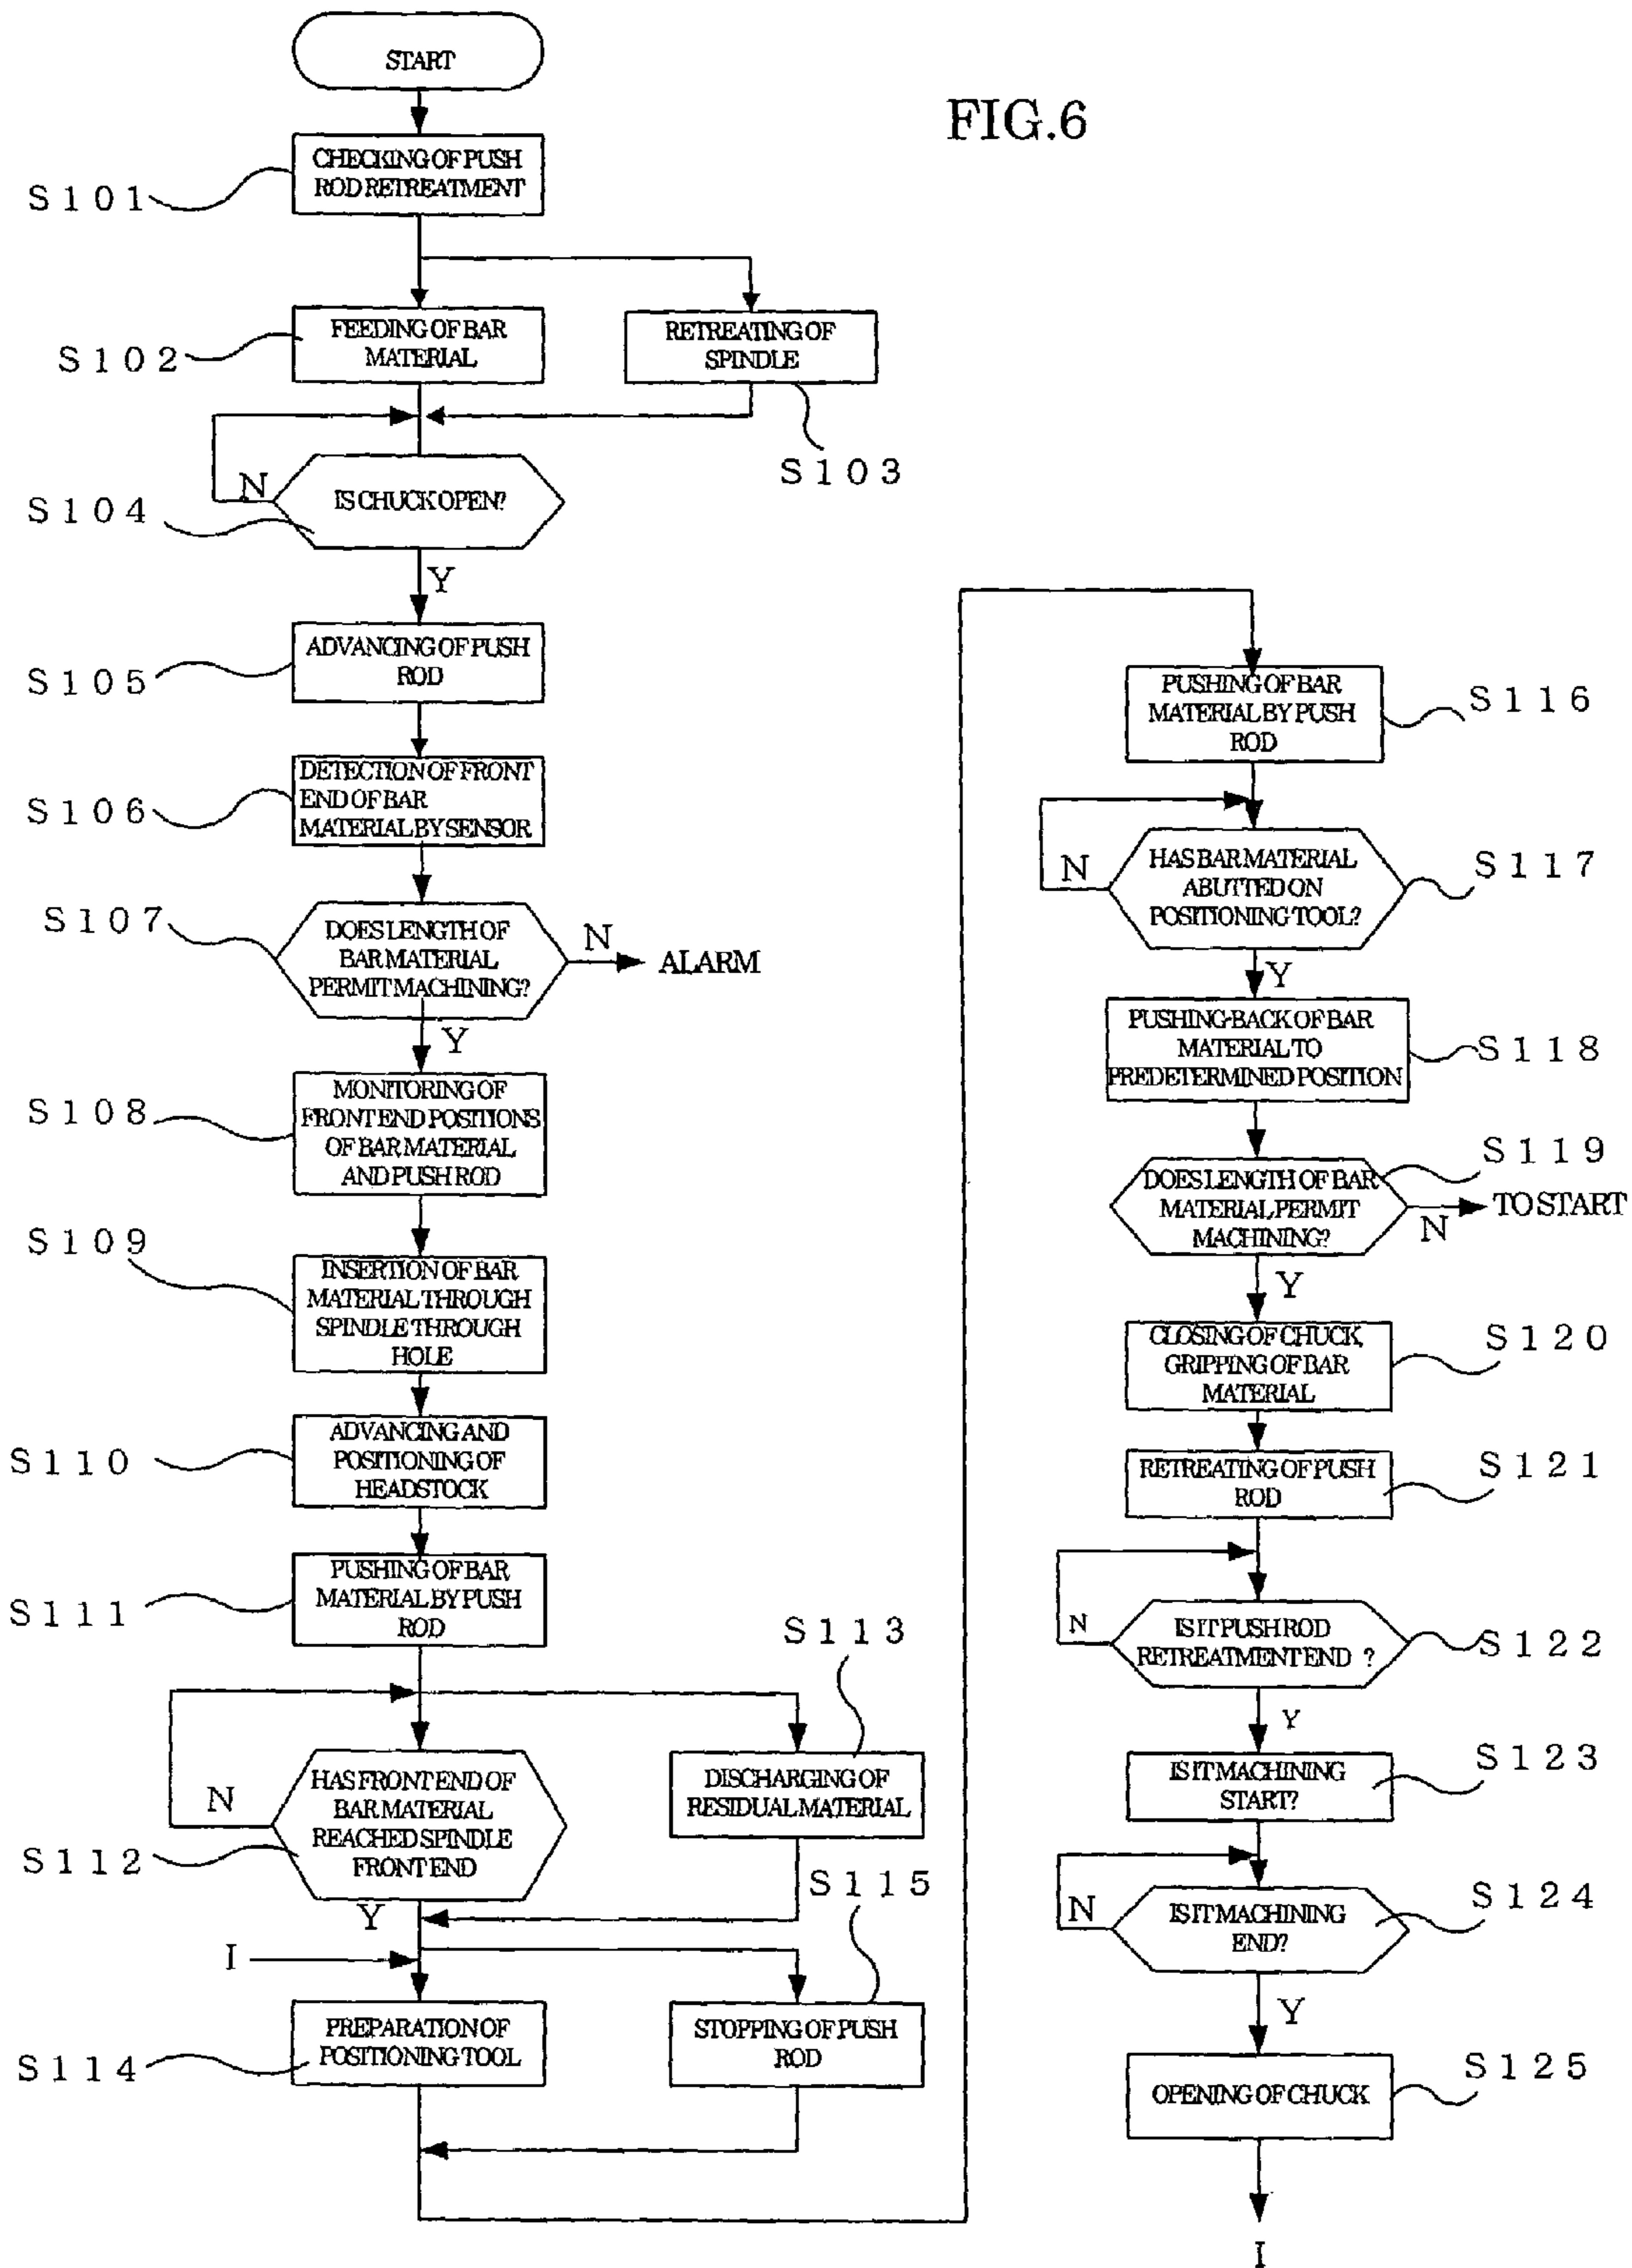 FIG.6
START
CHECKING OF PUSH
ROD RETREATMENT
S101
FEEDING OF BAR
MATERIAL
S102
RETREATING OF
SPINDLE
S103
IS CHUCK OPEN?
N
S104
Y
ADVANCING OF PUSH
ROD
S105
DETECTION OF FRONT
END OF BAR
MATERIAL BY SENSOR
S106
DOES LENGTH OF
BAR MATERIAL
PERMIT MACHINING?
S107
N
ALARM
Y
MONITORING OF
FRONT END POSITIONS
OF BAR MATERIAL
AND PUSH ROD
S108
INSERTION OF BAR
MATERIAL THROUGH
SPINDLE THROUGH
HOLE
S109
ADVANCING AND
POSITIONING OF
HEADSTOCK
S110
PUSHING OF BAR
MATERIAL BY PUSH
ROD
S111
HAS FRONT END OF
BAR MATERIAL
REACHED SPINDLE
FRONT END
N
S112
Y
DISCHARGING OF
RESIDUAL MATERIAL
S113
I
PREPARATION OF
POSITIONING TOOL
S114
STOPPING OF PUSH
ROD
S115
PUSHING OF BAR
MATERIAL BY PUSH
ROD
S116
HAS BAR MATERIAL
ABUTTED ON
POSITIONING TOOL?
N
S117
Y
PUSHING-BACK OF BAR
MATERIAL TO
PREDETERMINED POSITION
S118
DOES LENGTH OF BAR
MATERIAL PERMIT
MACHINING?
S119
N
TO START
Y
CLOSING OF CHUCK,
GRIPPING OF BAR
MATERIAL
S120
RETREATING OF PUSH
ROD
S121
IS IT PUSH ROD
RETREATMENT END ?
N
S122
Y
IS IT MACHINING
START?
S123
IS IT MACHINING
END?
N
S124
Y
OPENING OF CHUCK
S125
I